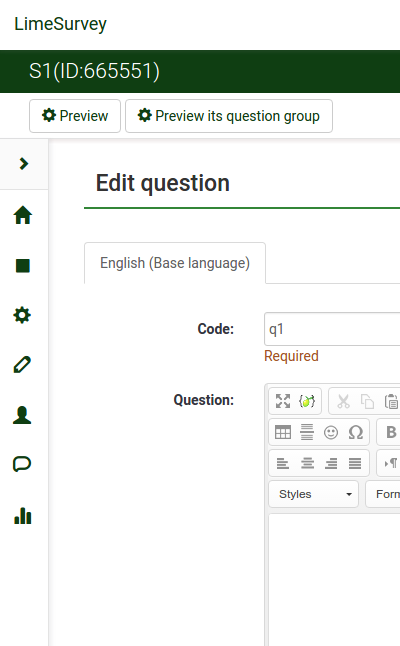 LimeSurvey
S1(ID:665551)
Preview
Preview its question group
Edit question
English (Base language)
Code:
q1
Required
Question:
B
Styles
Form